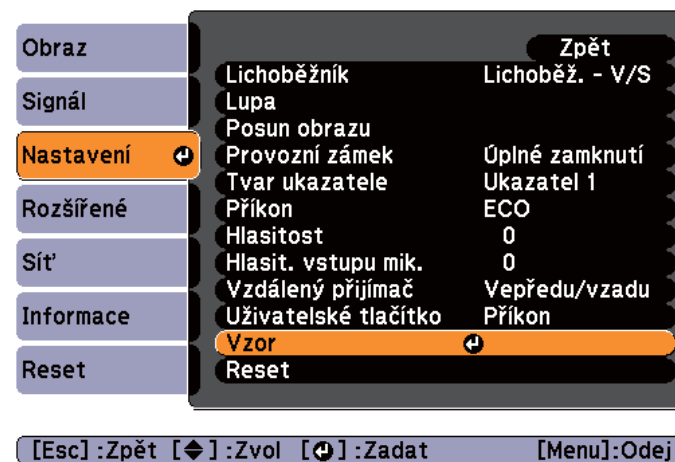 Obraz
Signál
Nastavení
Rozšířené
Síť
Informace
Reset
Zpět
Lichoběžník Lichoběž. - V/S
Lupa
Posun obrazu
Provozní zámek Úplné zamknutí
Tvar ukazatele Ukazatel 1
Příkon ECO
Hlasitost 0
Hlasit. vstupu mik. 0
Vzdálený přijímač Vepředu/vzadu
Uživatelské tlačítko Příkon
Vzor
Reset
[Esc] :Zpět [◆] :Zvol [↵] :Zadat [Menu]:Odej